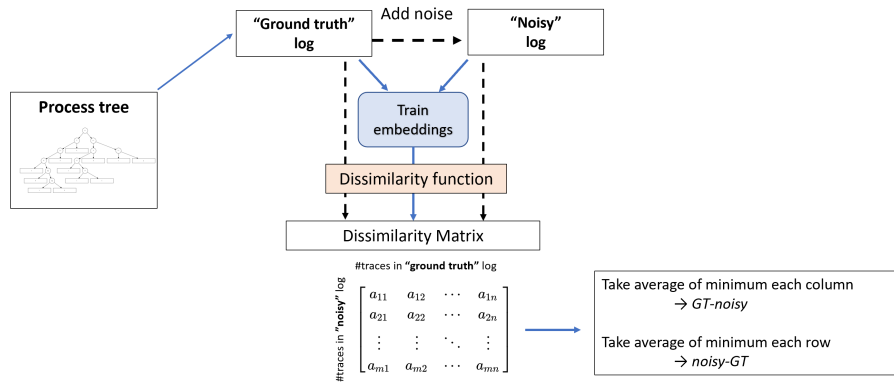 Add noise
“Ground truth”
log
“Noisy”
log
Process tree
Train
embeddings
Dissimilarity function
Dissimilarity Matrix
#traces in “ground truth” log
#traces in “noisy” log
a11 a12 ⋯ a1n
a21 a22 ⋯ a2n
⋮ ⋮ ⋱ ⋮
am1 am2 ⋯ amn
Take average of minimum each column
→ GT-noisy
Take average of minimum each row
→ noisy-GT